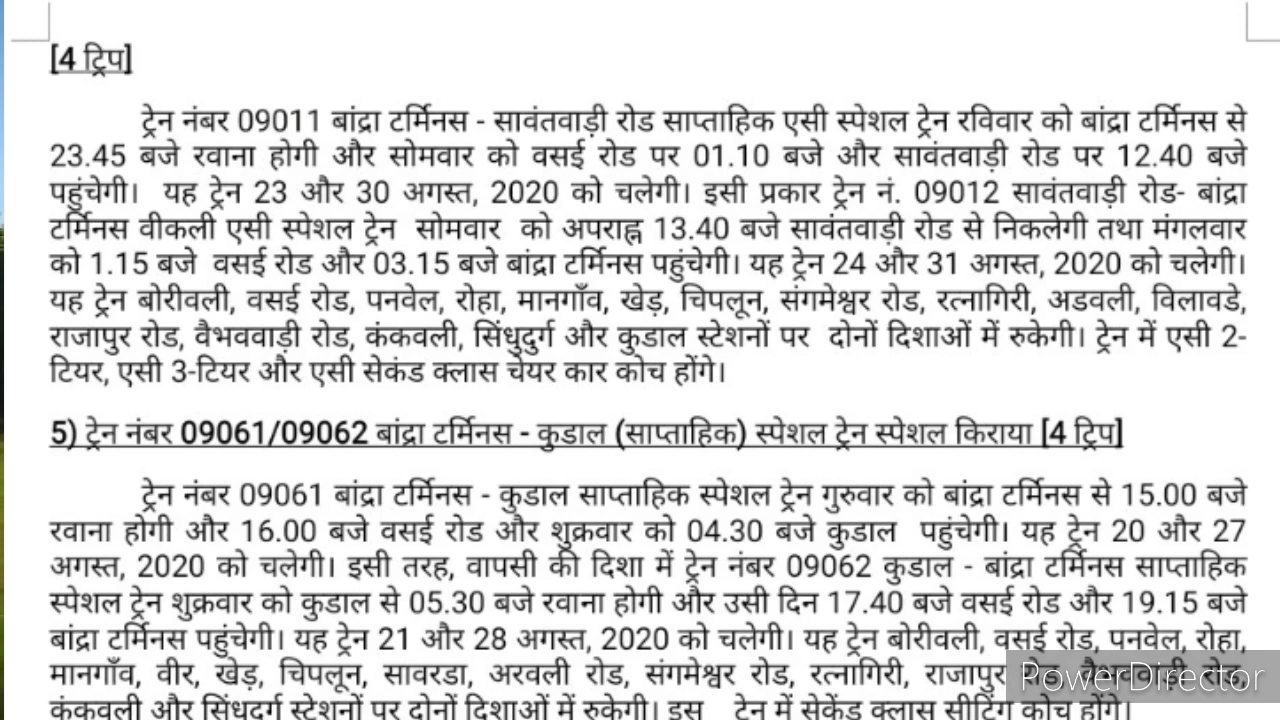 [4 ट्रिप]
ट्रेन नंबर 09011 बांद्रा टर्मिनस - सावंतवाड़ी रोड साप्ताहिक एसी स्पेशल ट्रेन रविवार को बांद्रा टर्मिनस से
23.45 बजे रवाना होगी और सोमवार को वसई रोड पर 01.10 बजे और सावंतवाड़ी रोड पर 12.40 बजे
पहुंचेगी। यह ट्रेन 23 और 30 अगस्त, 2020 को चलेगी। इसी प्रकार ट्रेन नं. 09012 सावंतवाड़ी रोड- बांद्रा
टर्मिनस वीकली एसी स्पेशल ट्रेन सोमवार को अपराह्न 13.40 बजे सावंतवाड़ी रोड से निकलेगी तथा मंगलवार
को 1.15 बजे वसई रोड और 03.15 बजे बांद्रा टर्मिनस पहुंचेगी। यह ट्रेन 24 और 31 अगस्त, 2020 को चलेगी।
यह ट्रेन बोरीवली, वसई रोड, पनवेल, रोहा, मानगाँव, खेड़, चिपलून, संगमेश्वर रोड, रत्नागिरी, अडवली, विलावडे,
राजापुर रोड, वैभववाड़ी रोड, कंकवली, सिंधुदुर्ग और कुडाल स्टेशनों पर दोनों दिशाओं में रुकेगी। ट्रेन में एसी 2-
टियर, एसी 3-टियर और एसी सेकंड क्लास चेयर कार कोच होंगे।
5) ट्रेन नंबर 09061/09062 बांद्रा टर्मिनस - कुडाल (साप्ताहिक) स्पेशल ट्रेन स्पेशल किराया [4 ट्रिप]
ट्रेन नंबर 09061 बांद्रा टर्मिनस - कुडाल साप्ताहिक स्पेशल ट्रेन गुरुवार को बांद्रा टर्मिनस से 15.00 बजे
रवाना होगी और 16.00 बजे वसई रोड और शुक्रवार को 04.30 बजे कुडाल पहुंचेगी। यह ट्रेन 20 और 27
अगस्त, 2020 को चलेगी। इसी तरह, वापसी की दिशा में ट्रेन नंबर 09062 कुडाल - बांद्रा टर्मिनस साप्ताहिक
स्पेशल ट्रेन शुक्रवार को कुडाल से 05.30 बजे रवाना होगी और उसी दिन 17.40 बजे वसई रोड और 19.15 बजे
बांद्रा टर्मिनस पहुंचेगी। यह ट्रेन 21 और 28 अगस्त, 2020 को चलेगी। यह ट्रेन बोरीवली, वसई रोड, पनवेल, रोहा,
मानगाँव, वीर, खेड़, चिपलून, सावरडा, अरवली रोड, संगमेश्वर रोड, रत्नागिरी, राजापुर रोड, वैभववाड़ी रोड,
कंकवली और सिंधुदुर्ग स्टेशनों पर दोनों दिशाओं में रुकेगी। इस ट्रेन में सेकेंड क्लास सीटिंग कोच होंगे।
PowerDirector